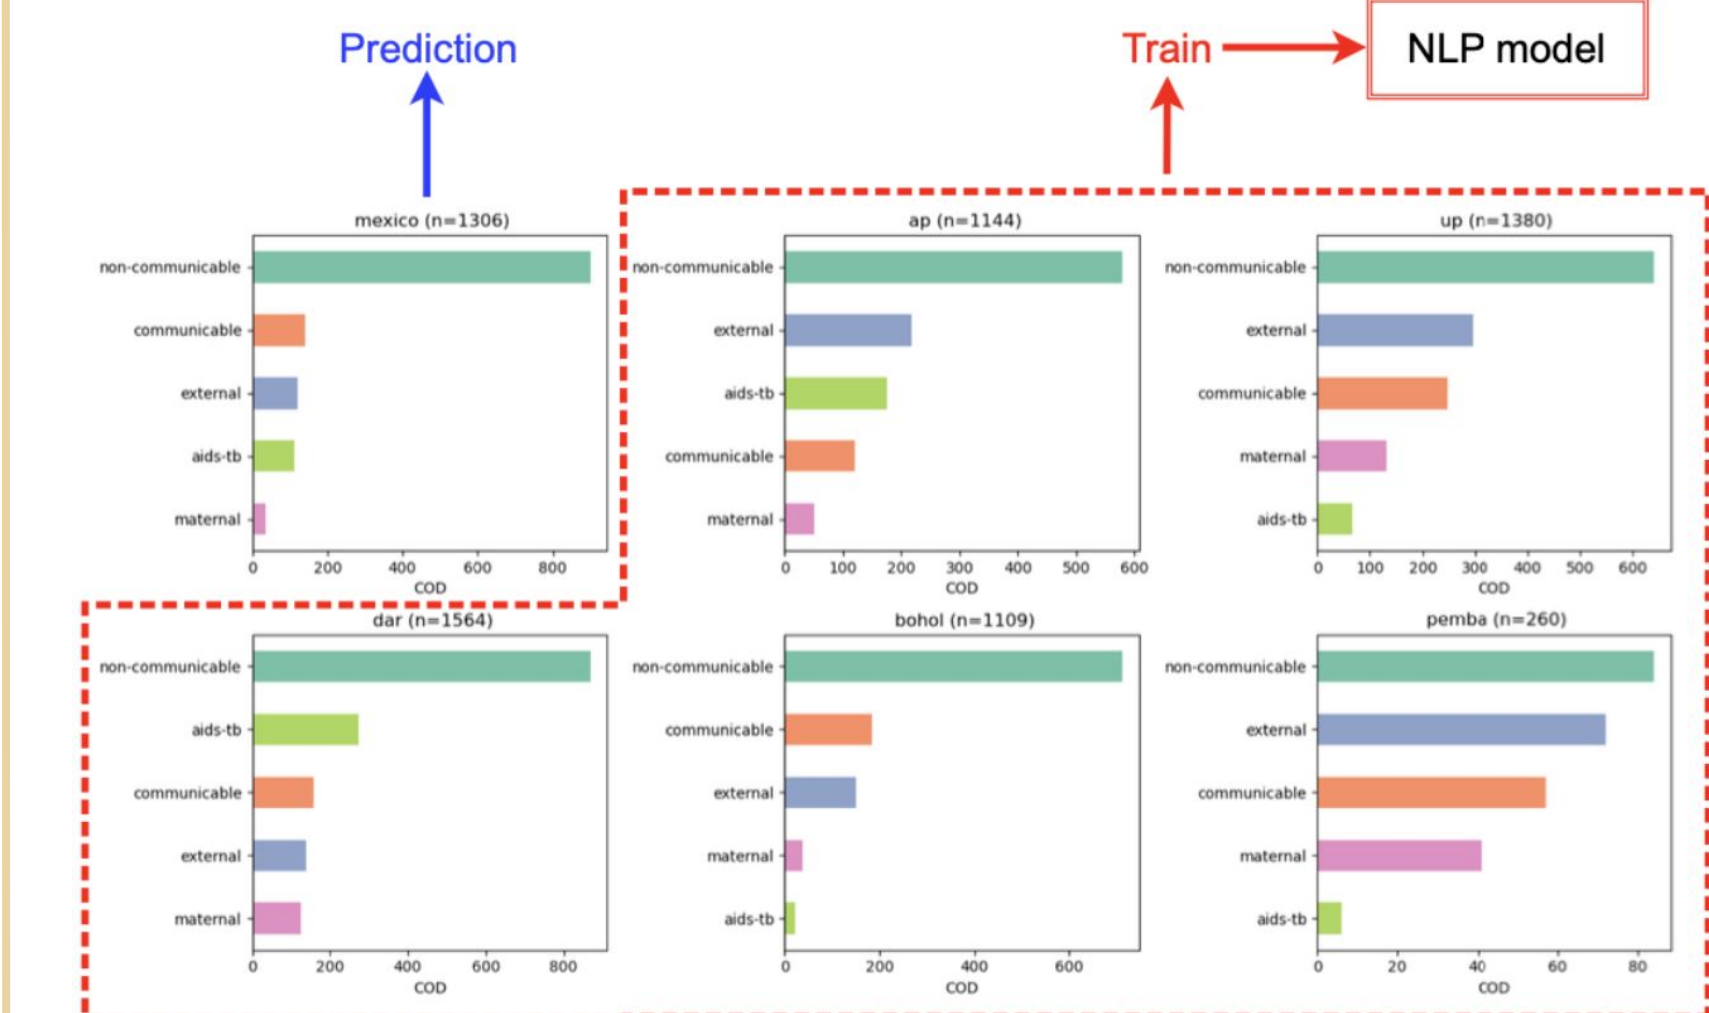 Prediction
Train
NLP model
mexico (n=1306)
non-communicable
communicable
external
aids-tb
maternal
0 200 400 600 800
COD
ap (n=1144)
non-communicable
external
aids-tb
communicable
maternal
0 100 200 300 400 500 600
COD
up (n=1380)
non-communicable
external
communicable
maternal
aids-tb
0 100 200 300 400 500 600
COD
dar (n=1564)
non-communicable
aids-tb
communicable
external
maternal
0 200 400 600 800
COD
bohol (n=1109)
non-communicable
communicable
external
maternal
aids-tb
0 200 400 600
COD
pemba (n=260)
non-communicable
external
communicable
maternal
aids-tb
0 20 40 60 80
COD